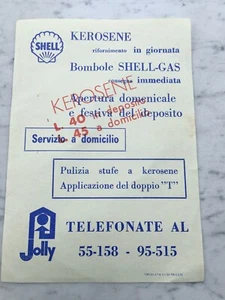 SHELL
KEROSENE
rifornimento in giornata
Bombole SHELL-GAS
consegna immediata
Apertura domenicale
e festiva del deposito
KEROSENE
L. 40 in deposito
L. 45 a domicilio
Servizio a domicilio
Pulizia stufe a kerosene
Applicazione del doppio "T"
Jolly
TELEFONATE AL
55-158 - 95-515